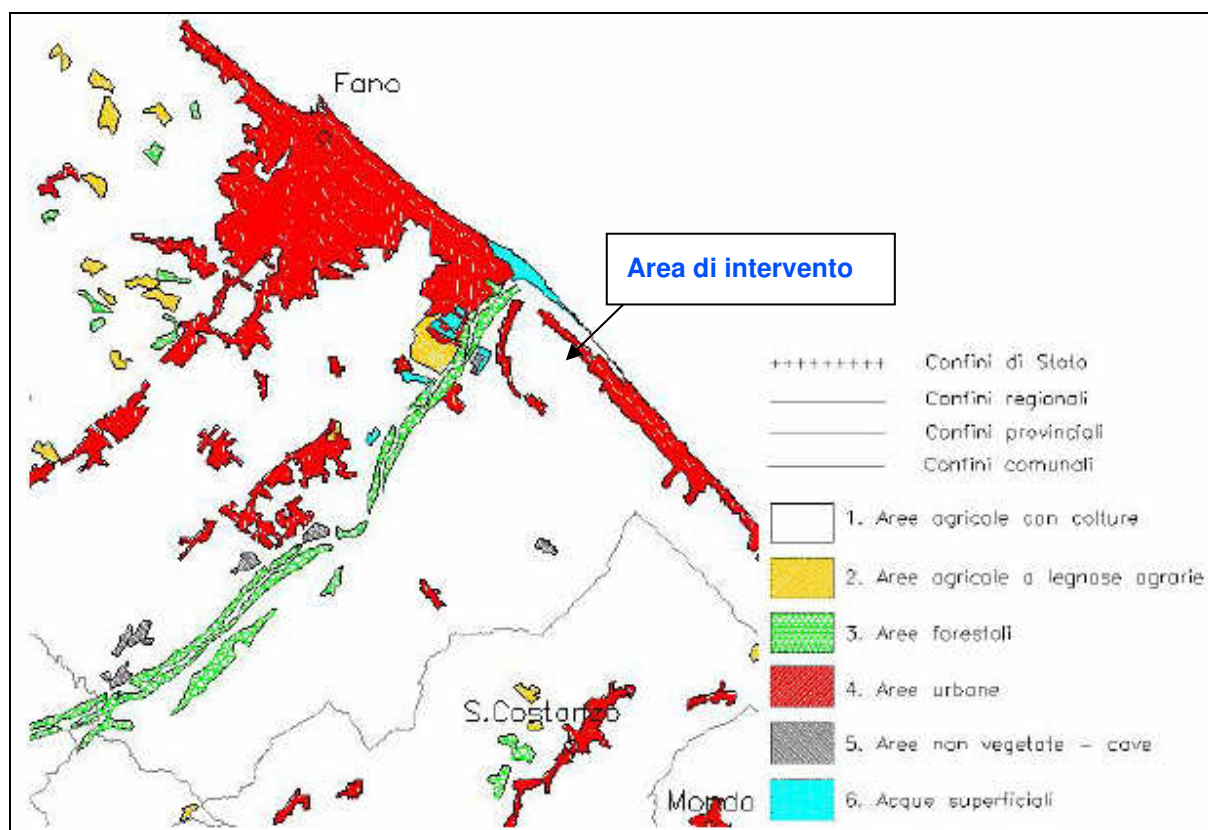 Fano
Area di intervento
+++++++++ Confini di Stato
Confini regionali
Confini provinciali
Confini comunali
1. Aree agricole con colture
2. Aree agricole a legnose agrarie
3. Aree forestali
4. Aree urbane
5. Aree non vegetate - cave
6. Acque superficiali
S.Costanzo
Mondo